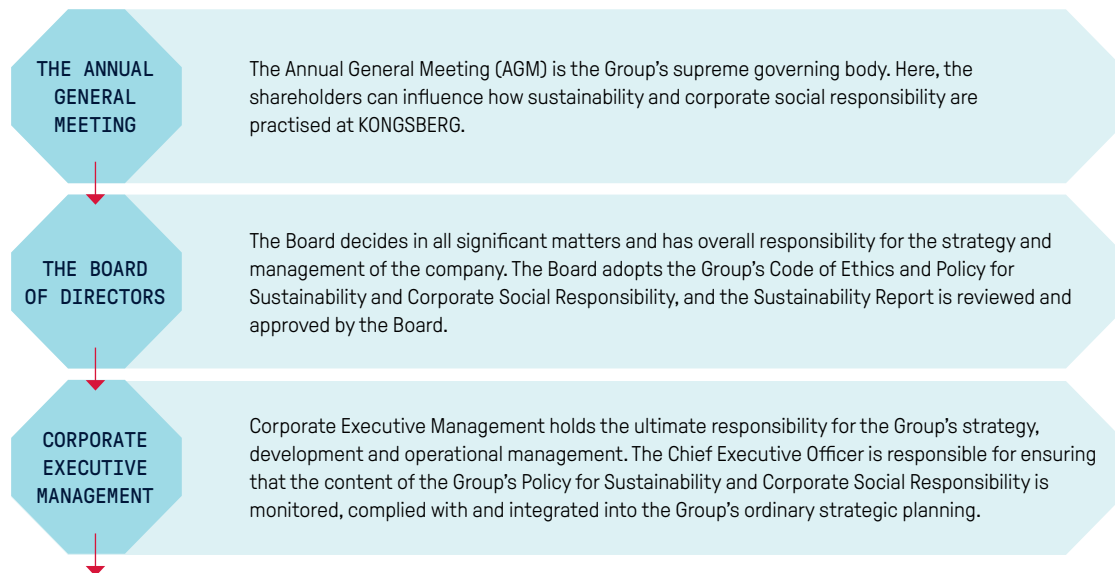 THE ANNUAL
GENERAL
MEETING
The Annual General Meeting (AGM) is the Group's supreme governing body. Here, the
shareholders can influence how sustainability and corporate social responsibility are
practised at KONGSBERG.
THE BOARD
OF DIRECTORS
The Board decides in all significant matters and has overall responsibility for the strategy and
management of the company. The Board adopts the Group's Code of Ethics and Policy for
Sustainability and Corporate Social Responsibility, and the Sustainability Report is reviewed and
approved by the Board.
CORPORATE
EXECUTIVE
MANAGEMENT
Corporate Executive Management holds the ultimate responsibility for the Group's strategy,
development and operational management. The Chief Executive Officer is responsible for ensuring
that the content of the Group's Policy for Sustainability and Corporate Social Responsibility is
monitored, complied with and integrated into the Group's ordinary strategic planning.